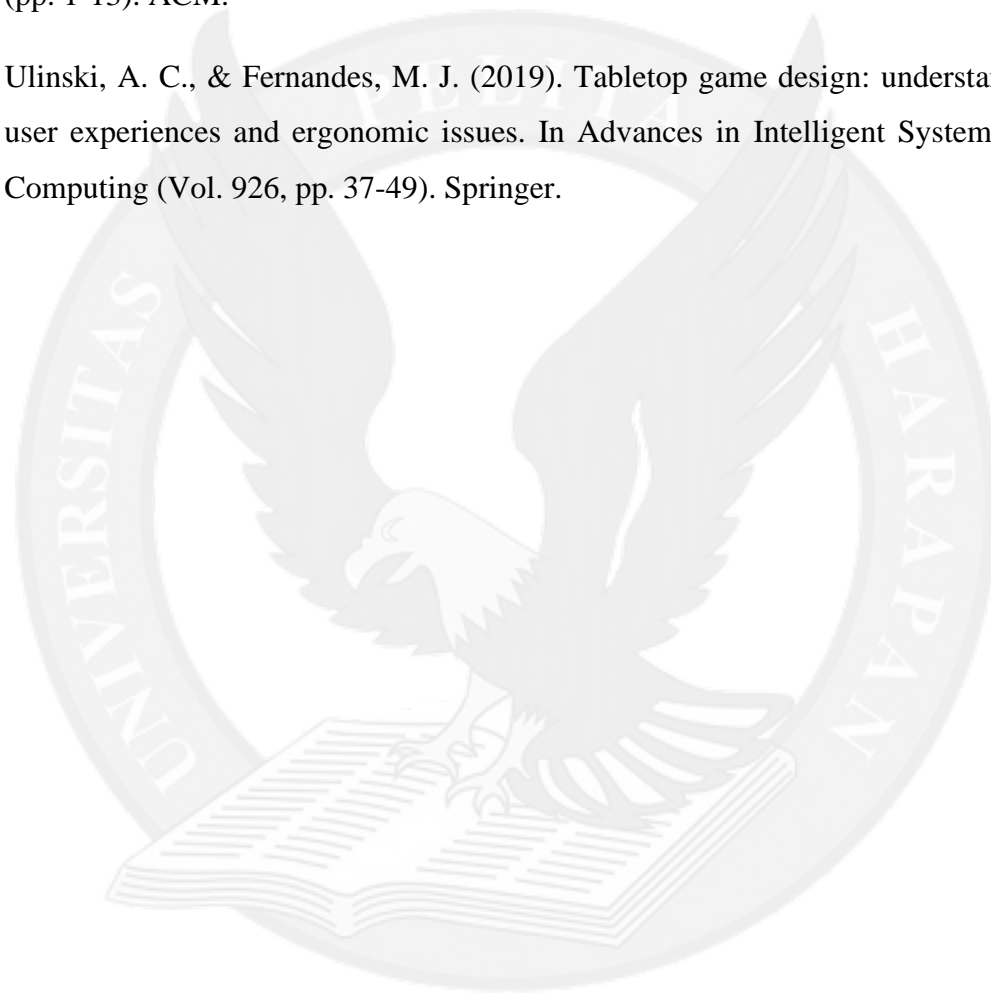 (pp. 1-13). ACM.
Ulinski, A. C., & Fernandes, M. J. (2019). Tabletop game design: understa
user experiences and ergonomic issues. In Advances in Intelligent System
Computing (Vol. 926, pp. 37-49). Springer.
UNIVERSITAS PELITA HARAPAN